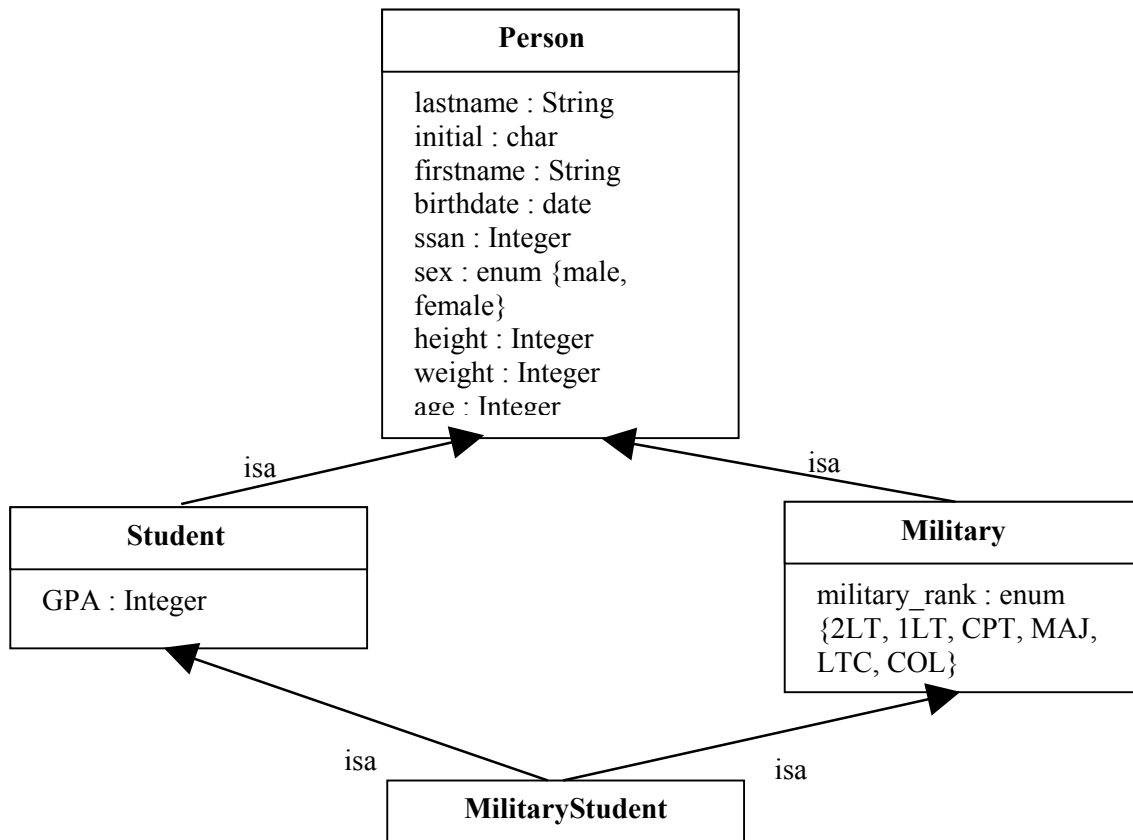 Person
lastname : String
initial : char
firstname : String
birthdate : date
ssan : Integer
sex : enum {male,
female}
height : Integer
weight : Integer
age : Integer
isa
isa
Student
GPA : Integer
Military
military_rank : enum
{2LT, 1LT, CPT, MAJ,
LTC, COL}
isa
isa
MilitaryStudent